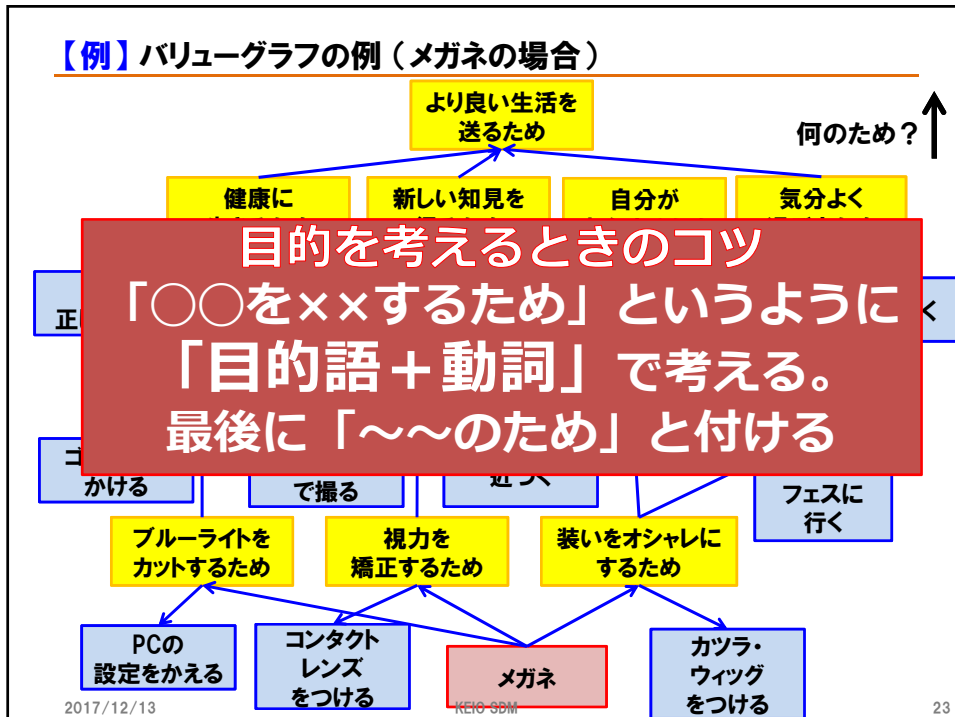 【例】バリューグラフの例(メガネの場合)
より良い生活を
送るため
何のため?
健康に
新しい知見を
自分が
気分よく
目的を考えるときのコツ
「○○を××するため」というように
「目的語+動詞」で考える。
最後に「~~のため」と付ける
正
く
かける
で撮る
近づく
フェスに
行く
ブルーライトを
カットするため
視力を
矯正するため
装いをオシャレに
するため
PCの
設定をかえる
コンタクト
レンズ
をつける
メガネ
カツラ・
ウィッグ
をつける
2017/12/13
KEIO SDM
23